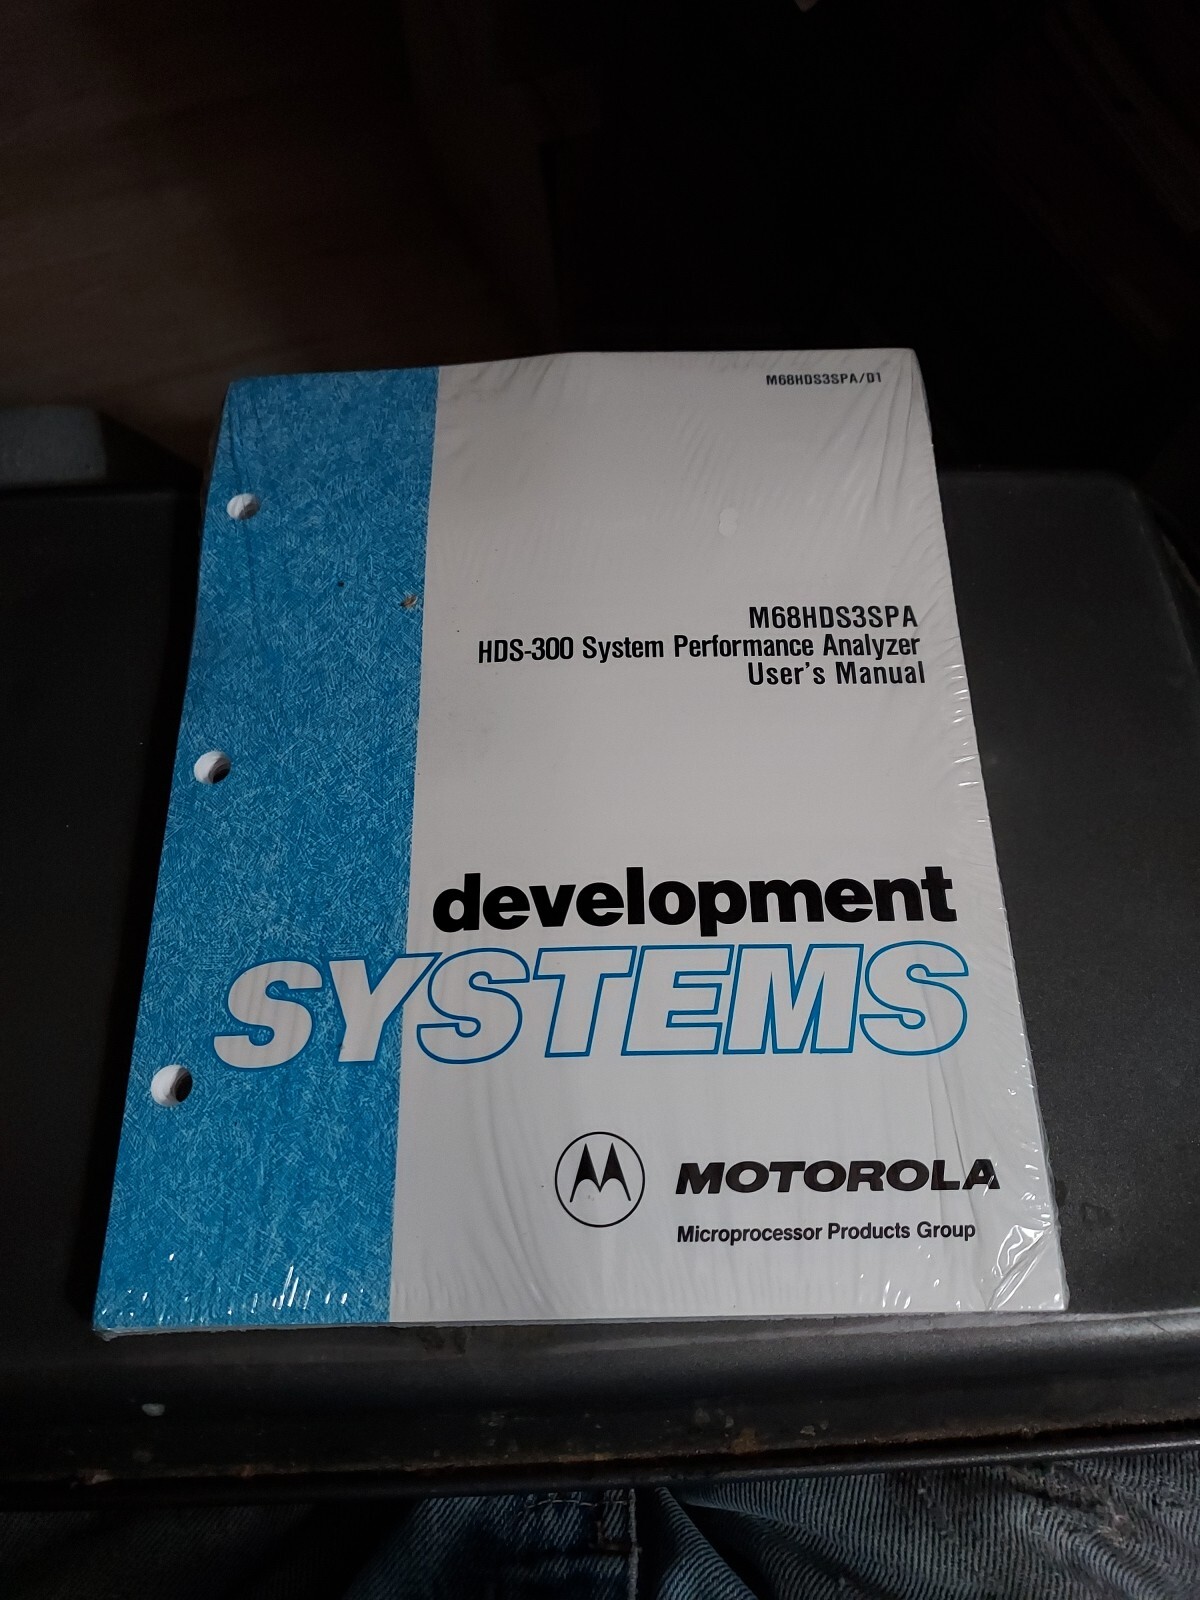 M68HDS3SPA/D1
M68HDS3SPA
HDS-300 System Performance Analyzer
User's Manual
development
SYSTEMS
MOTOROLA
Microprocessor Products Group